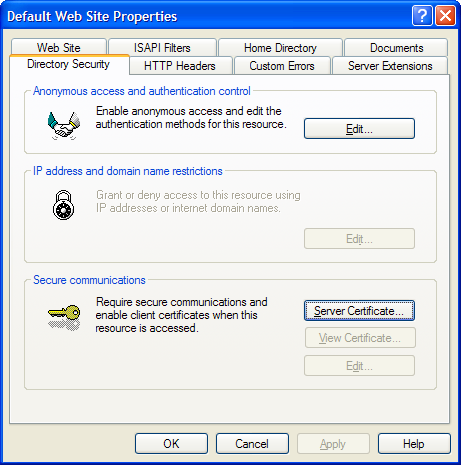 Default Web Site Properties
Web Site
ISAPI Filters
Home Directory
Documents
Directory Security
HTTP Headers
Custom Errors
Server Extensions
Anonymous access and authentication control
Enable anonymous access and edit the
authentication methods for this resource.
Edit...
IP address and domain name restrictions
Grant or deny access to this resource using
IP addresses or internet domain names.
Edit...
Secure communications
Require secure communications and
enable client certificates when this
resource is accessed.
Server Certificate...
View Certificate...
Edit...
OK
Cancel
Apply
Help